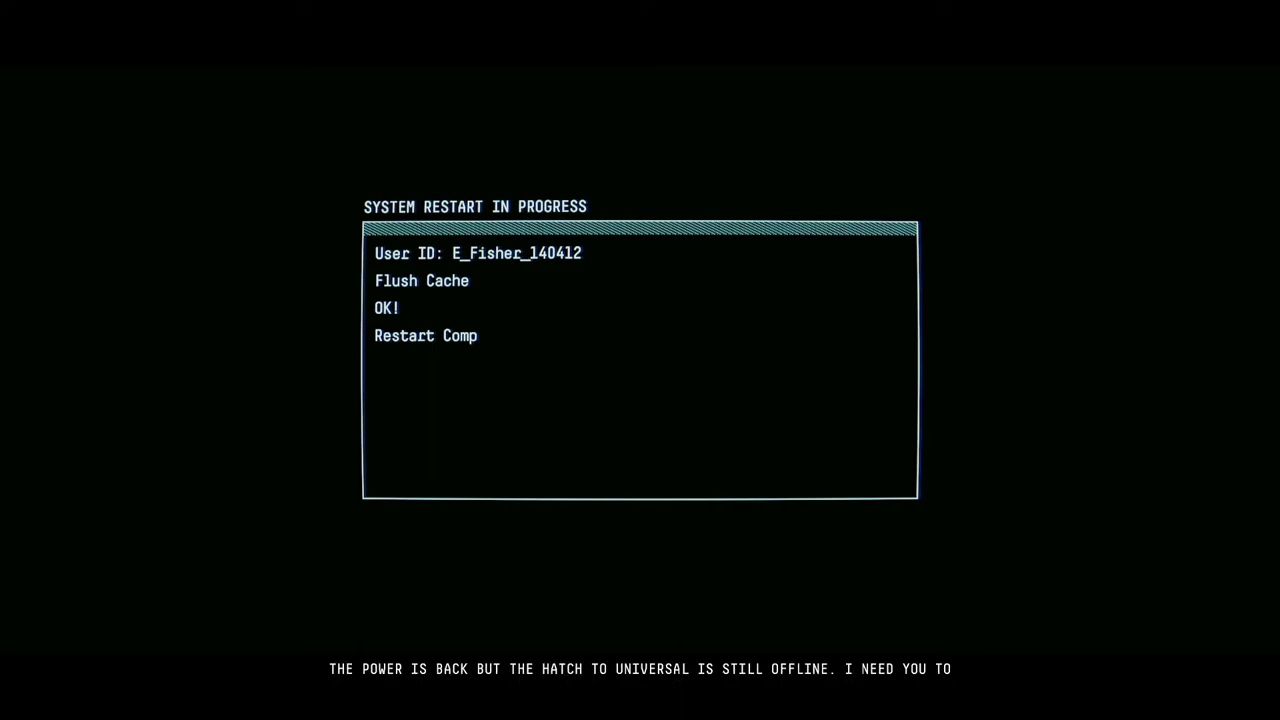 SYSTEM RESTART IN PROGRESS
User ID: E_Fisher_140412
Flush Cache
OK!
Restart Comp
THE POWER IS BACK BUT THE HATCH TO UNIVERSAL IS STILL OFFLINE. I NEED YOU TO